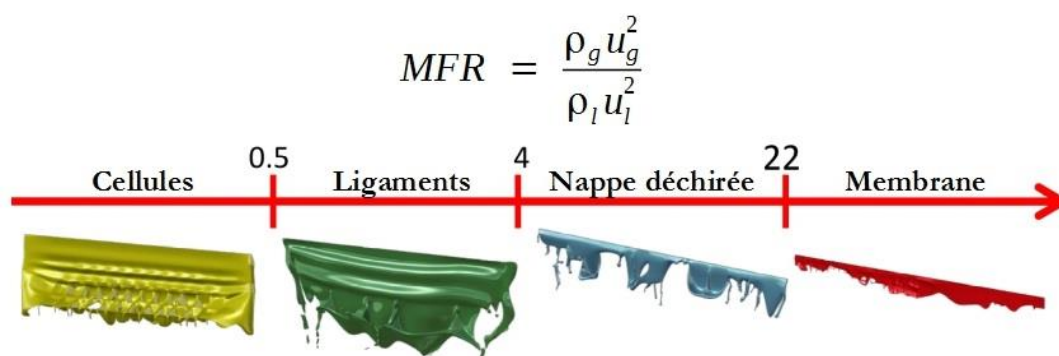 MFR = ρ_g u_g^2 / ρ_l u_l^2
0.5 4 22
Cellules Ligaments Nappe déchirée Membrane